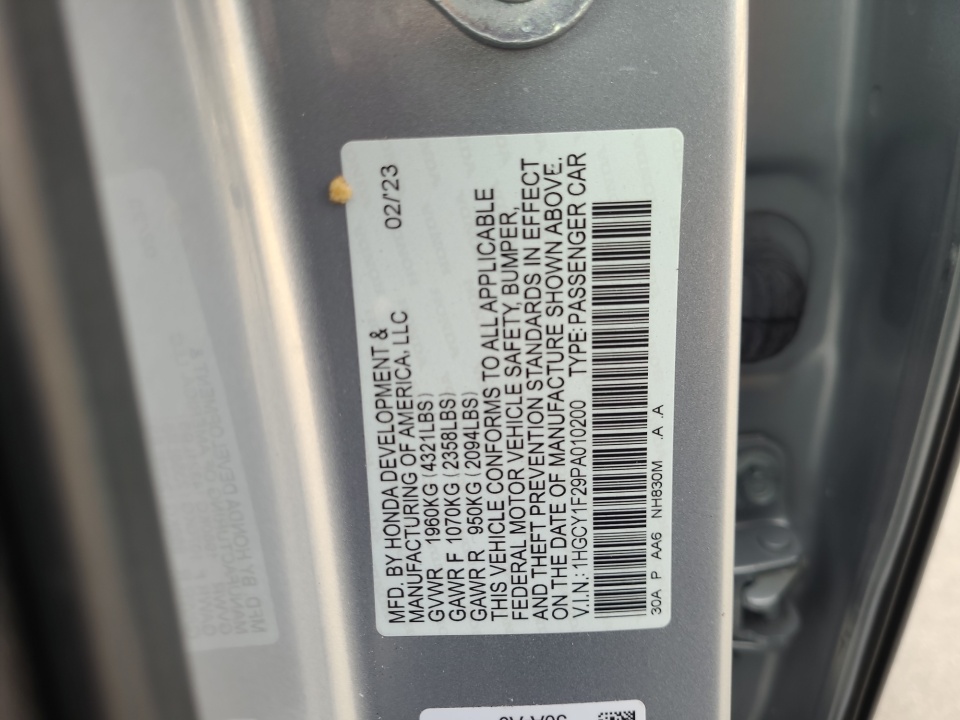 MFD. BY HONDA DEVELOPMENT &
MANUFACTURING OF AMERICA, LLC 02/'23
GVWR 1960KG (4321LBS)
GAWR F 1070KG (2358LBS)
GAWR R 950KG (2094LBS)
THIS VEHICLE CONFORMS TO ALL APPLICABLE
FEDERAL MOTOR VEHICLE SAFETY, BUMPER,
AND THEFT PREVENTION STANDARDS IN EFFECT
ON THE DATE OF MANUFACTURE SHOWN ABOVE.
V.I.N.: 1HGCY1F29PA010200 TYPE: PASSENGER CAR
30A P AA6 NH830M .A .A